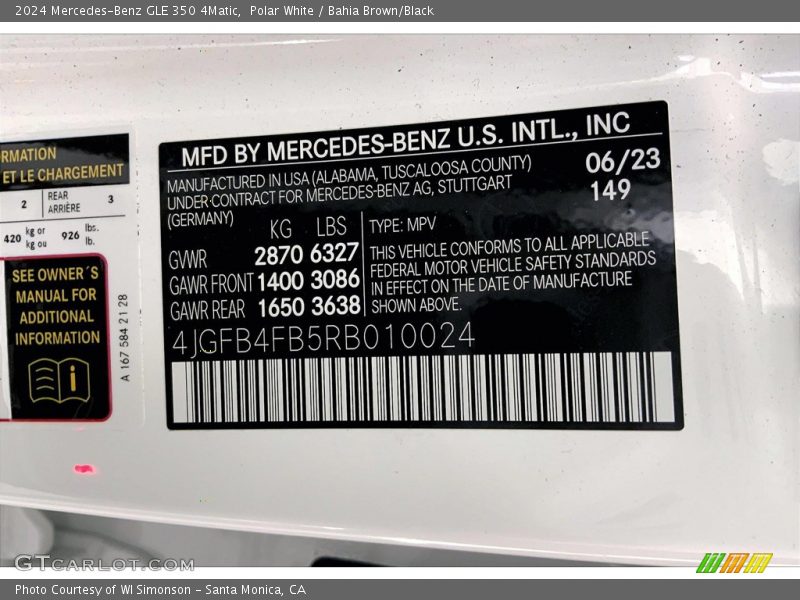 2024 Mercedes-Benz GLE 350 4Matic, Polar White / Bahia Brown/Black
RMATION
ET LE CHARGEMENT
2 REAR ARRIÈRE 3
420 kg or kg ou 926 lbs. lb.
SEE OWNER´S
MANUAL FOR
ADDITIONAL
INFORMATION
A 167 584 21 28
MFD BY MERCEDES-BENZ U.S. INTL., INC
MANUFACTURED IN USA (ALABAMA, TUSCALOOSA COUNTY)
UNDER CONTRACT FOR MERCEDES-BENZ AG, STUTTGART
(GERMANY)
06/23
149
KG LBS
GVWR 2870 6327
GAWR FRONT 1400 3086
GAWR REAR 1650 3638
TYPE: MPV
THIS VEHICLE CONFORMS TO ALL APPLICABLE
FEDERAL MOTOR VEHICLE SAFETY STANDARDS
IN EFFECT ON THE DATE OF MANUFACTURE
SHOWN ABOVE.
4JGFB4FB5RB010024
GTcarlot.com
Photo Courtesy of WI Simonson - Santa Monica, CA